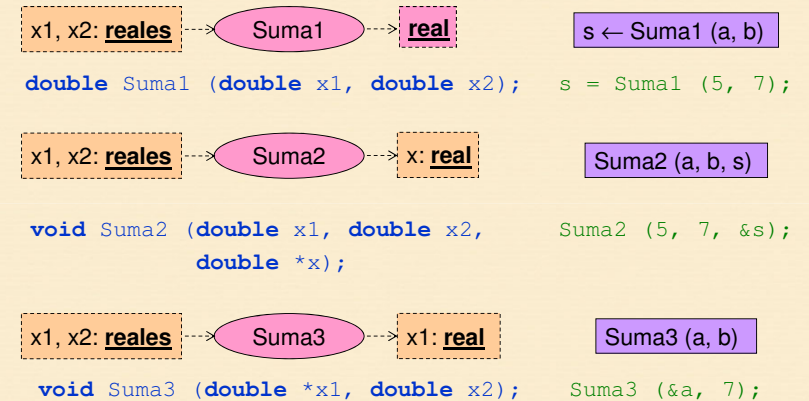 x1, x2: reales Suma1 real s ← Suma1 (a, b)
double Suma1 (double x1, double x2); s = Suma1 (5, 7);
x1, x2: reales Suma2 x: real Suma2 (a, b, s)
void Suma2 (double x1, double x2, Suma2 (5, 7, &s);
double *x);
x1, x2: reales Suma3 x1: real Suma3 (a, b)
void Suma3 (double *x1, double x2); Suma3 (&a, 7);